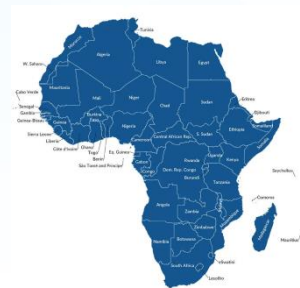 Tunisia
Morocco
Algeria
Libya
Egypt
W. Sahara
Mauritania
Mali
Niger
Chad
Sudan
Eritrea
Cabo Verde
Senegal
Gambia
Guinea-Bissau
Guinea
Burkina
Faso
Djibouti
Somaliland
Nigeria
Ethiopia
Sierra Leone
Liberia
Côte d'Ivoire
Ghana
Togo
Benin
Cameroon
Central African Rep.
S. Sudan
Somalia
Eq. Guinea
São Tomé and Príncipe
Gabon
Congo
Dem. Rep. Congo
Rwanda
Burundi
Uganda
Kenya
Seychelles
Tanzania
Comoros
Angola
Zambia
Malawi
Mozambique
Madagascar
Zimbabwe
Namibia
Botswana
South Africa
eSwatini
Lesotho